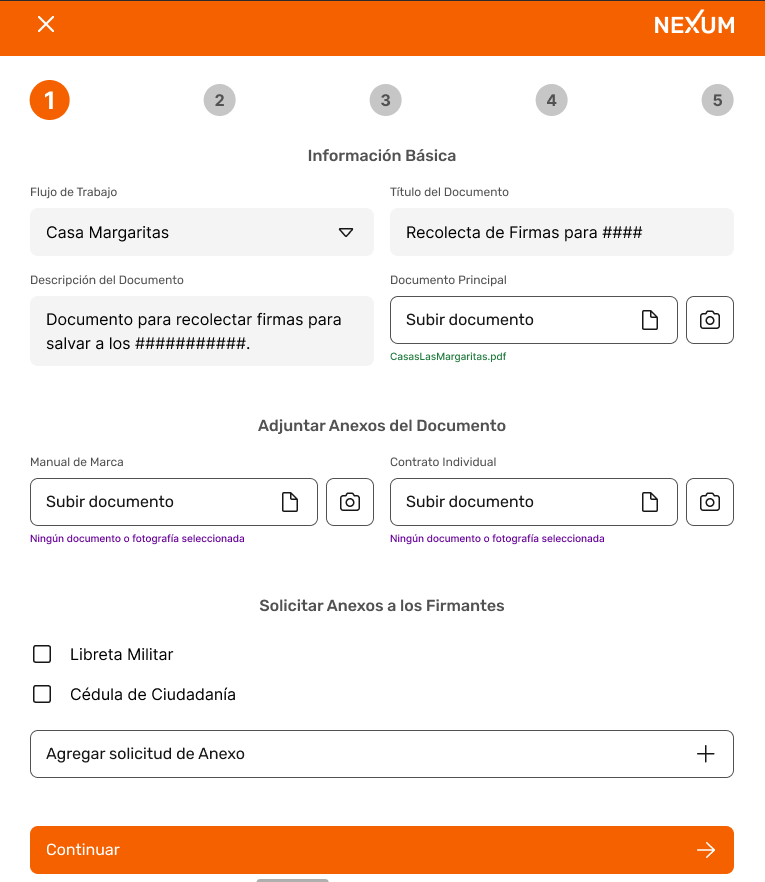 NEXUM
1 2 3 4 5
Información Básica
Flujo de Trabajo
Casa Margaritas
Título del Documento
Recolecta de Firmas para ####
Descripción del Documento
Documento para recolectar firmas para
salvar a los ###########.
Documento Principal
Subir documento
CasasLasMargaritas.pdf
Adjuntar Anexos del Documento
Manual de Marca
Subir documento
Ningún documento o fotografía seleccionada
Contrato Individual
Subir documento
Ningún documento o fotografía seleccionada
Solicitar Anexos a los Firmantes
Libreta Militar
Cédula de Ciudadanía
Agregar solicitud de Anexo
Continuar